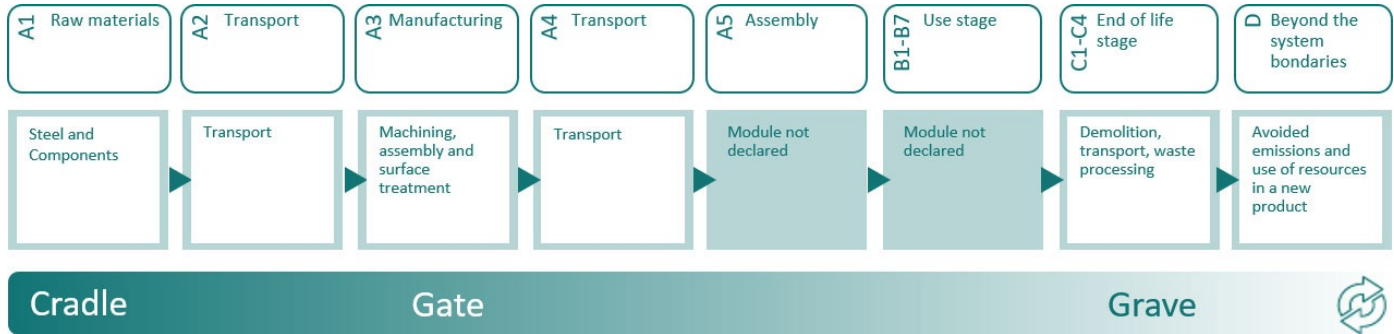 A1 Raw materials
A2 Transport
A3 Manufacturing
A4 Transport
A5 Assembly
B1-B7 Use stage
C1-C4 End of life
stage
D Beyond the
system
bondaries
Steel and
Components
Transport
Machining,
assembly and
surface
treatment
Transport
Module not
declared
Module not
declared
Demolition,
transport, waste
processing
Avoided
emissions and
use of resources
in a new
product
Cradle
Gate
Grave